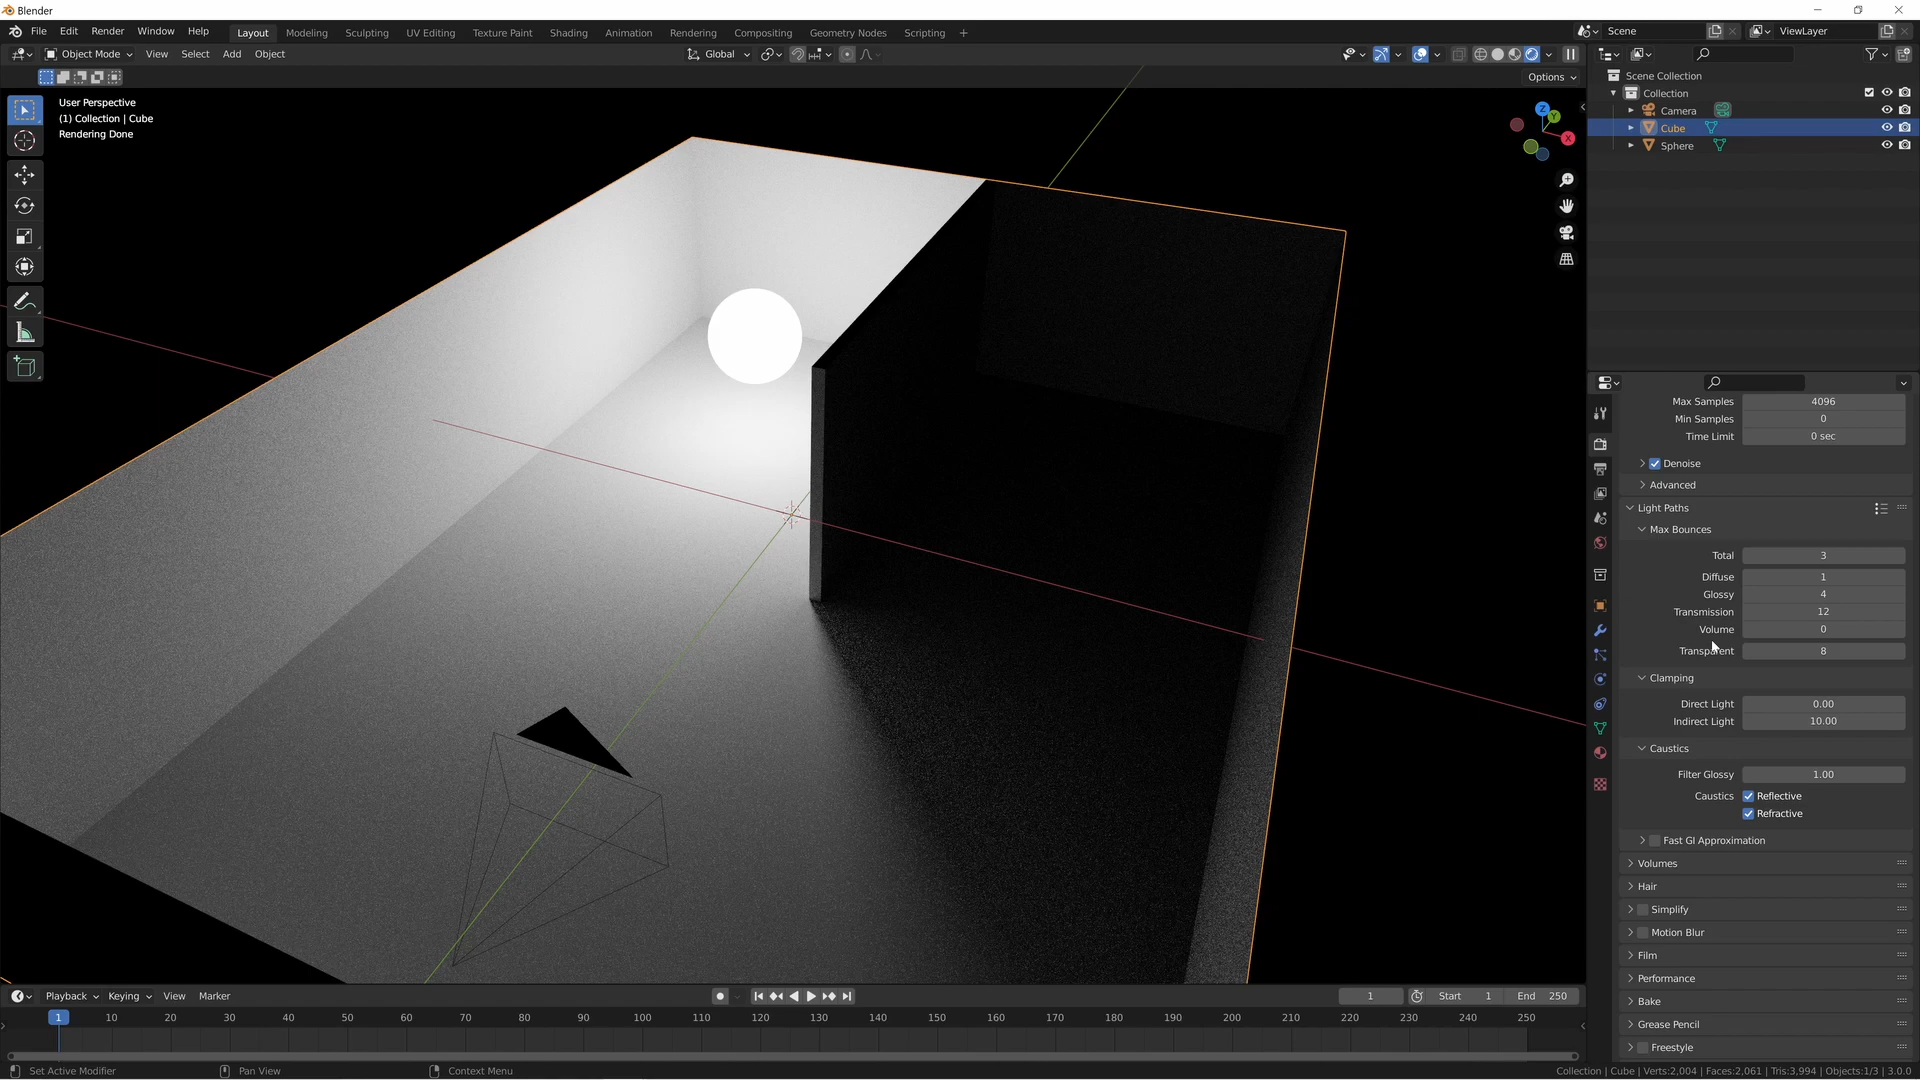 Blender
File Edit Render Window Help
Layout Modeling Sculpting UV Editing Texture Paint Shading Animation Rendering Compositing Geometry Nodes Scripting +
Scene
ViewLayer
Object Mode View Select Add Object
Global
Options
User Perspective
(1) Collection | Cube
Rendering Done
Z
Y
X
Scene Collection
Collection
Camera
Cube
Sphere
Max Samples 4096
Min Samples 0
Time Limit 0 sec
Denoise
Advanced
Light Paths
Max Bounces
Total 3
Diffuse 1
Glossy 4
Transmission 12
Volume 0
Transparent 8
Clamping
Direct Light 0.00
Indirect Light 10.00
Caustics
Filter Glossy 1.00
Caustics Reflective
Refractive
Fast GI Approximation
Volumes
Hair
Simplify
Motion Blur
Film
Performance
Bake
Grease Pencil
Freestyle
Playback Keying View Marker
1 Start 1 End 250
1 10 20 30 40 50 60 70 80 90 100 110 120 130 140 150 160 170 180 190 200 210 220 230 240 250
Set Active Modifier Pan View Context Menu
Collection | Cube | Verts:2,004 | Faces:2,061 | Tris:3,994 | Objects:1/3 | 3.0.0